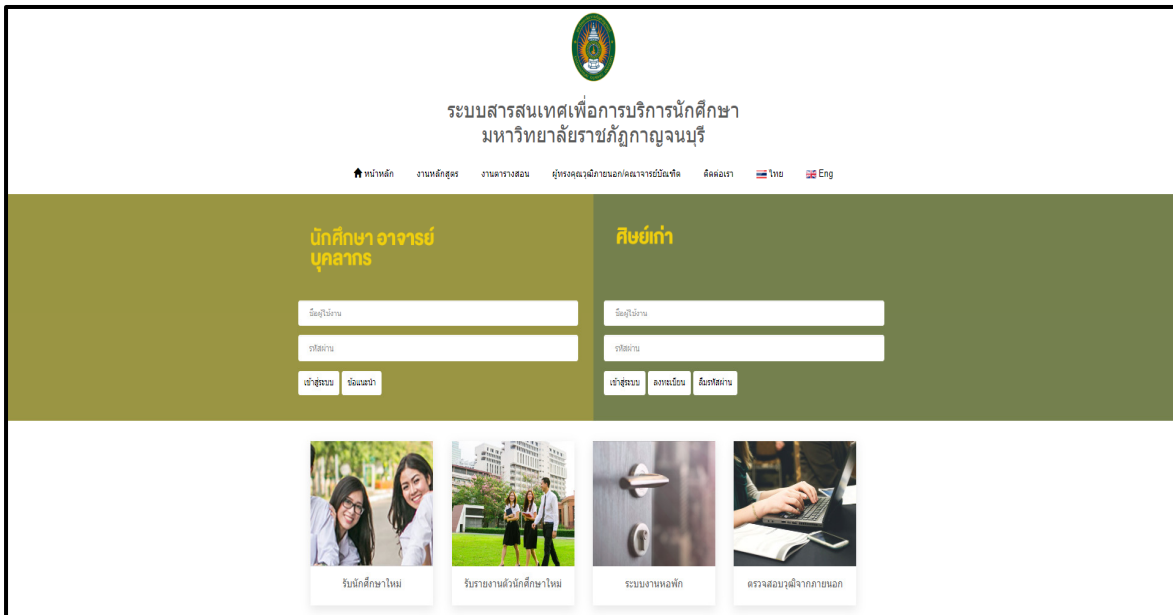 ระบบสารสนเทศเพื่อการบริการนักศึกษา
มหาวิทยาลัยราชภัฏกาญจนบุรี
หน้าหลัก งานหลักสูตร งานตารางสอน ผู้ทรงคุณวุฒิภายนอก/คณาจารย์บัณฑิต ติดต่อเรา ไทย Eng
นักศึกษา อาจารย์
บุคลากร
ศิษย์เก่า
ชื่อผู้ใช้งาน
รหัสผ่าน
เข้าสู่ระบบ ข้อแนะนำ
ชื่อผู้ใช้งาน
รหัสผ่าน
เข้าสู่ระบบ ลงทะเบียน ลืมรหัสผ่าน
รับนักศึกษาใหม่
รับรายงานตัวนักศึกษาใหม่
ระบบงานหอพัก
ตรวจสอบวุฒิจากภายนอก